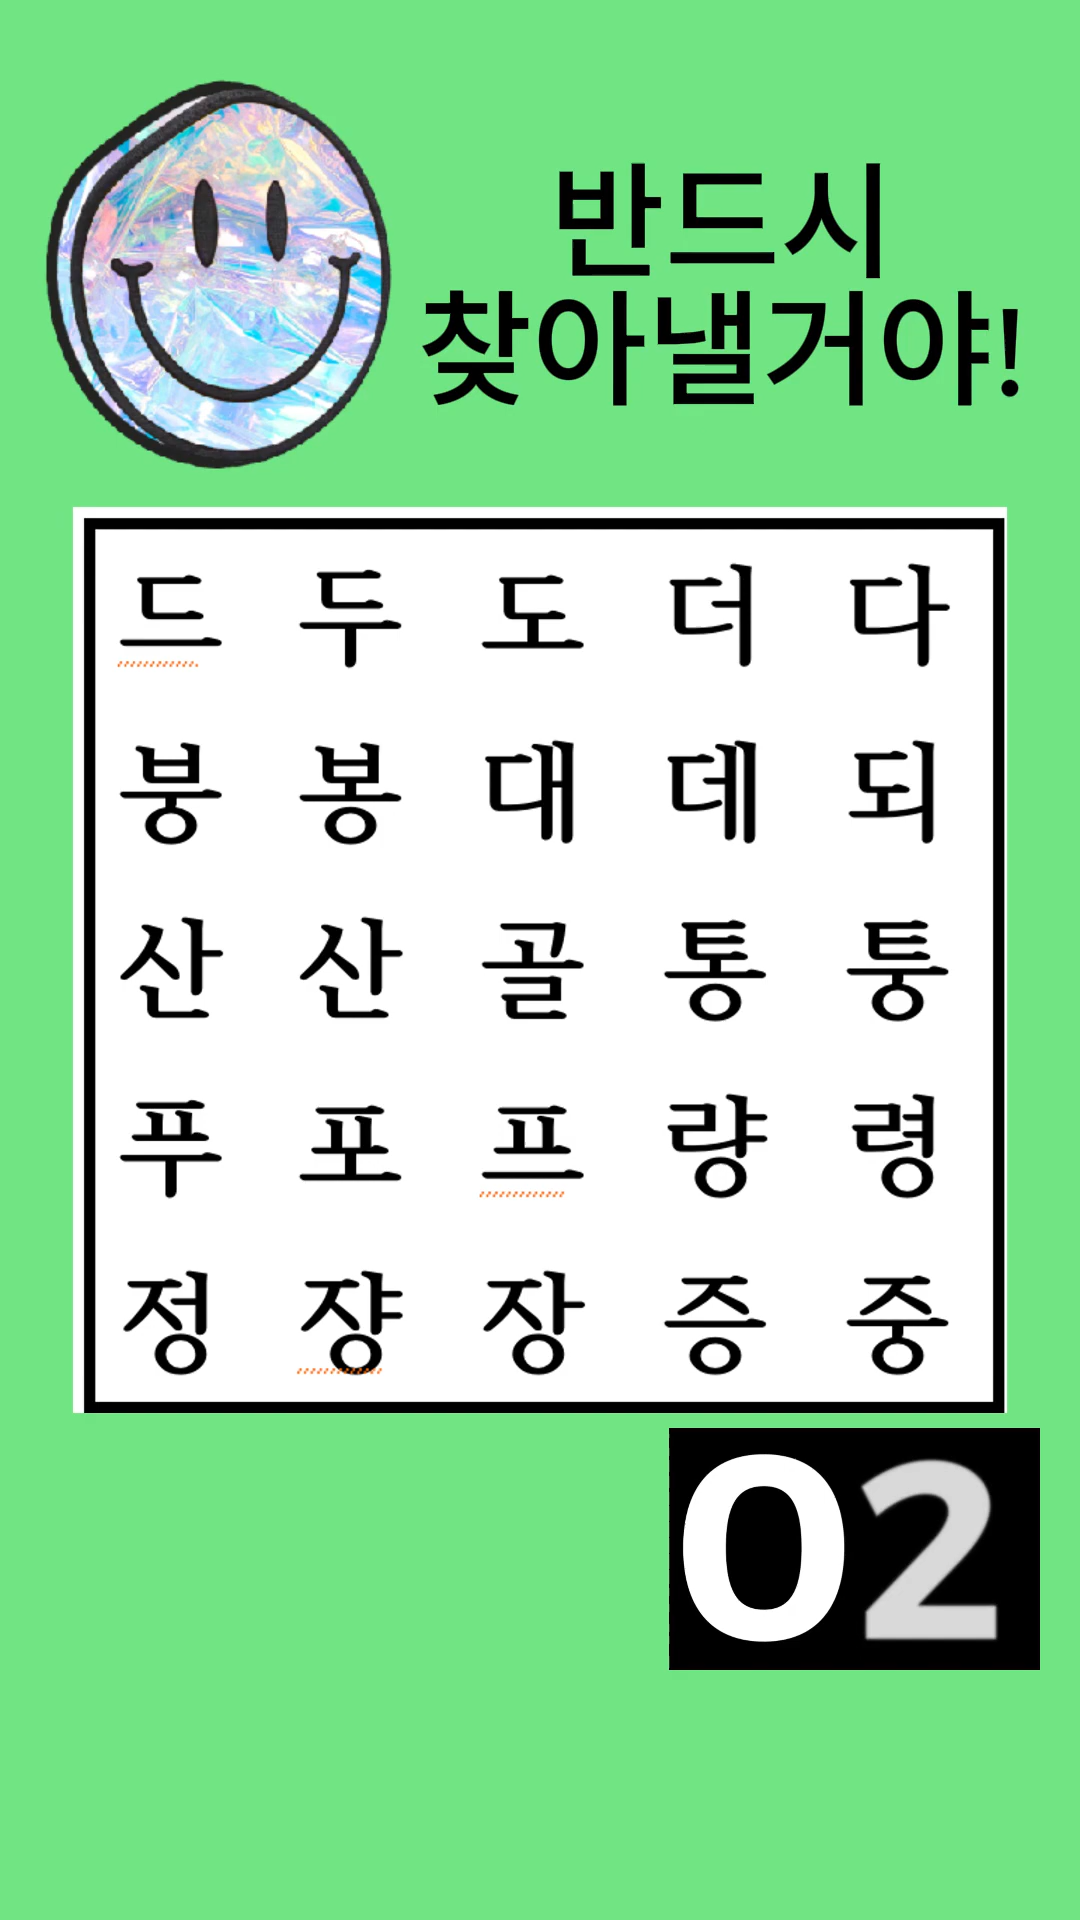 반드시
찾아낼거야!
드 두 도 더 다
붕 봉 대 데 되
산 산 골 통 퉁
푸 포 프 량 령
정 쟝 장 증 중
02